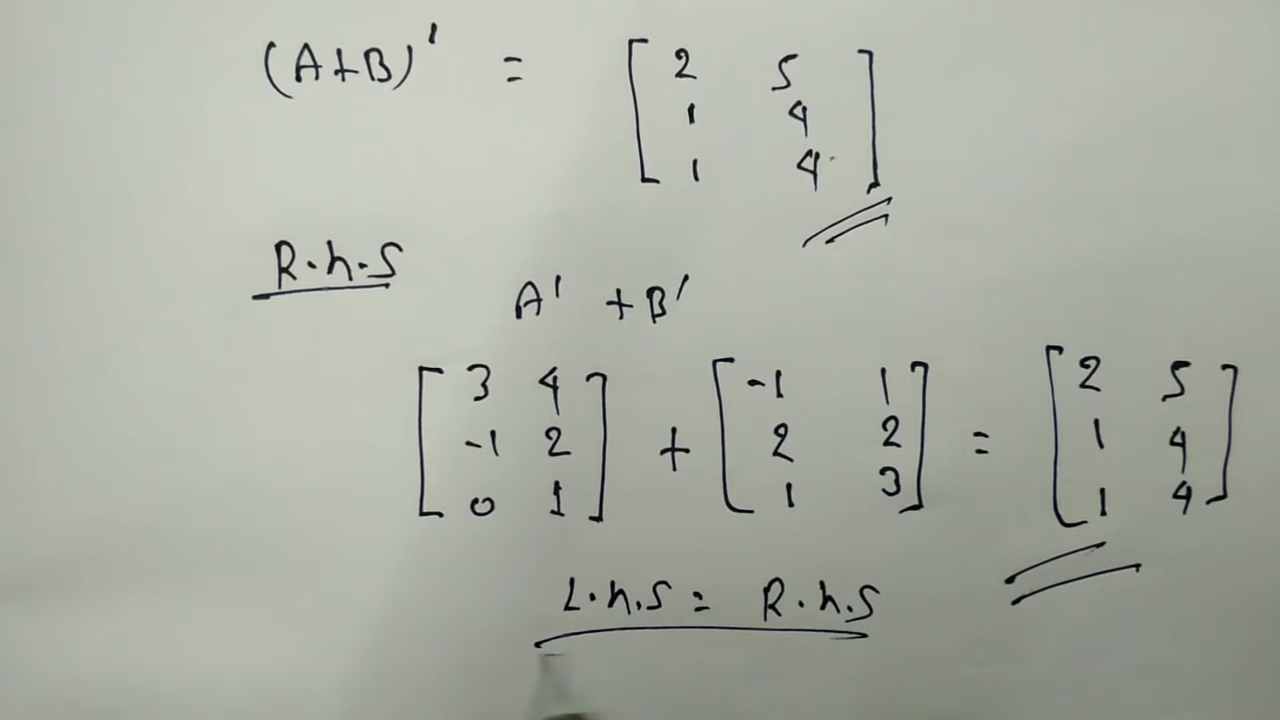 (A+B)' = [ 2 5
1 4
1 4 ]
R.h.S
A' + B'
[ 3 4 ] [ -1 1 ] [ 2 5 ]
[ -1 2 ] + [ 2 2 ] = [ 1 4 ]
[ 0 1 ] [ 1 3 ] [ 1 4 ]
L.h.S = R.h.S